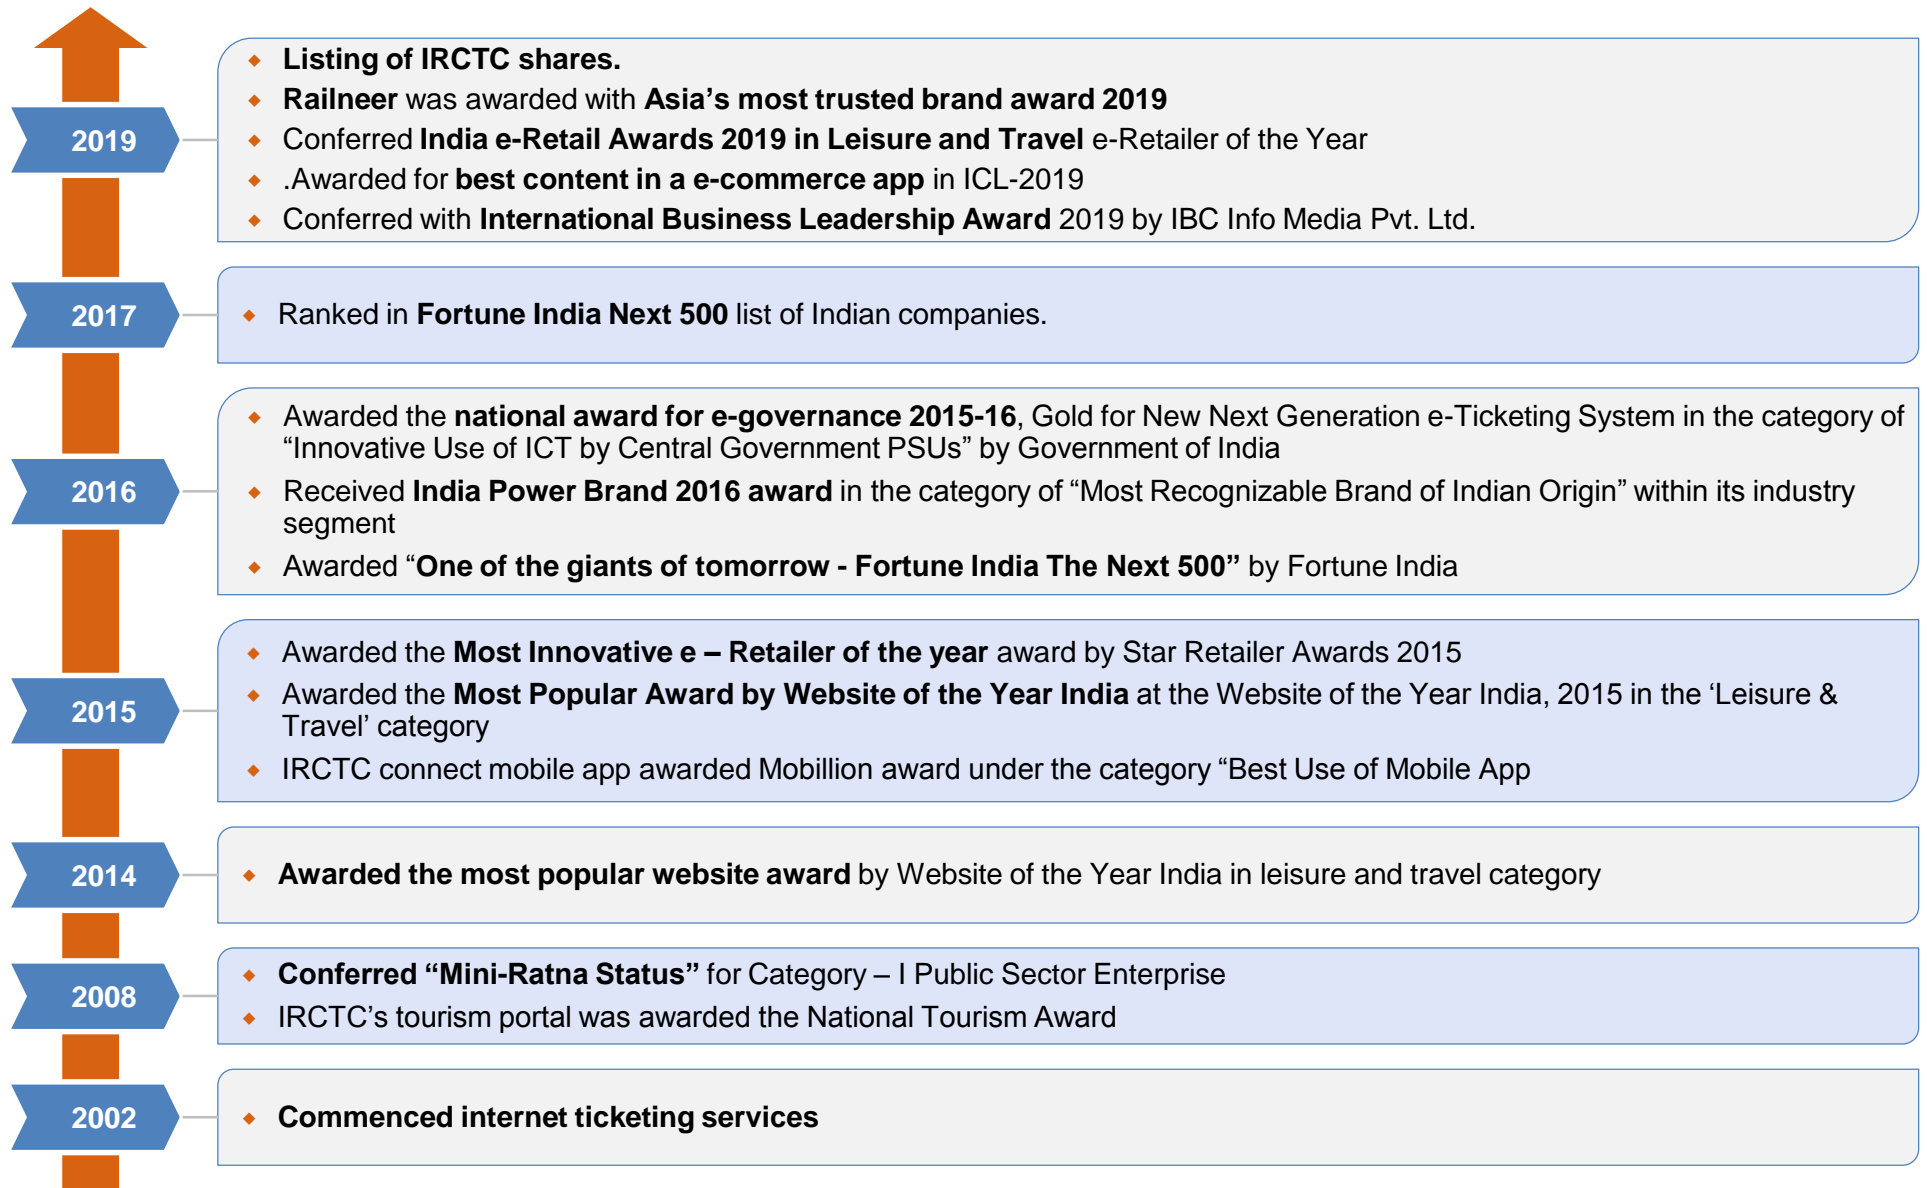 2019
Listing of IRCTC shares.
Railneer was awarded with Asia’s most trusted brand award 2019
Conferred India e-Retail Awards 2019 in Leisure and Travel e-Retailer of the Year
.Awarded for best content in a e-commerce app in ICL-2019
Conferred with International Business Leadership Award 2019 by IBC Info Media Pvt. Ltd.
2017
Ranked in Fortune India Next 500 list of Indian companies.
2016
Awarded the national award for e-governance 2015-16, Gold for New Next Generation e-Ticketing System in the category of
“Innovative Use of ICT by Central Government PSUs” by Government of India
Received India Power Brand 2016 award in the category of “Most Recognizable Brand of Indian Origin” within its industry
segment
Awarded “One of the giants of tomorrow - Fortune India The Next 500” by Fortune India
2015
Awarded the Most Innovative e – Retailer of the year award by Star Retailer Awards 2015
Awarded the Most Popular Award by Website of the Year India at the Website of the Year India, 2015 in the ‘Leisure &
Travel’ category
IRCTC connect mobile app awarded Mobillion award under the category “Best Use of Mobile App
2014
Awarded the most popular website award by Website of the Year India in leisure and travel category
2008
Conferred “Mini-Ratna Status” for Category – I Public Sector Enterprise
IRCTC’s tourism portal was awarded the National Tourism Award
2002
Commenced internet ticketing services